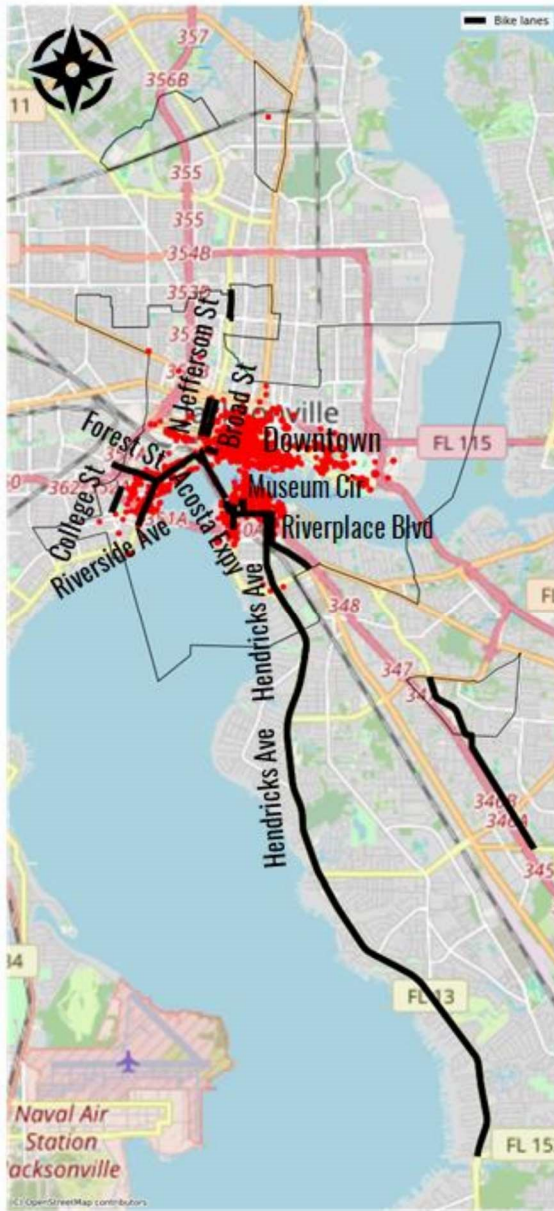 Bike lanes
357
356B
11
355
355
354B
353D
N Jefferson St
Broad St
Downtown
FL 115
Forest St
College St
Acosta Expy
Museum Cir
Riverplace Blvd
Riverside Ave
348
Hendricks Ave
347
Hendricks Ave
346B
346A
345
FL 13
Naval Air
Station
Jacksonville
FL 15
(C) OpenStreetMap contributors